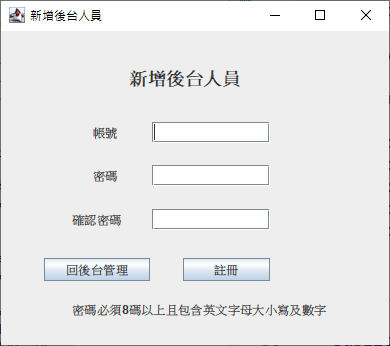 新增後台人員
新增後台人員
帳號
密碼
確認密碼
回後台管理 註冊
密碼必須8碼以上且包含英文字母大小寫及數字